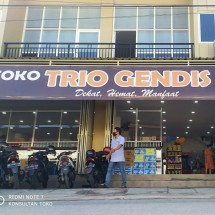 TOKO TRIO GENDIS
Dekat, Hemat, Manfaat
REDMI NOTE 7
KONSULTAN TOKO